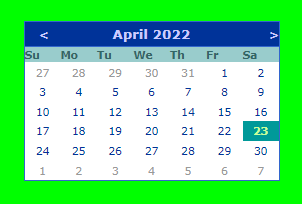 < April 2022 >
Su Mo Tu We Th Fr Sa
27 28 29 30 31 1 2
3 4 5 6 7 8 9
10 11 12 13 14 15 16
17 18 19 20 21 22 23
24 25 26 27 28 29 30
1 2 3 4 5 6 7